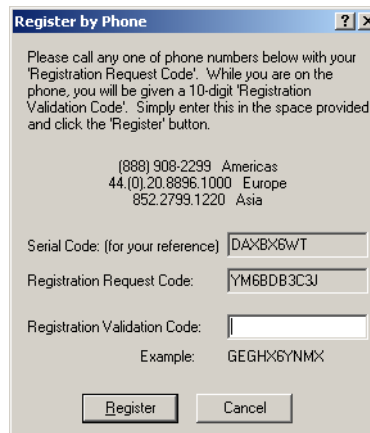 Register by Phone
Please call any one of phone numbers below with your
'Registration Request Code'. While you are on the
phone, you will be given a 10-digit 'Registration
Validation Code'. Simply enter this in the space provided
and click the 'Register' button.
(888) 908-2299 Americas
44.(0).20.8896.1000 Europe
852.2799.1220 Asia
Serial Code: (for your reference) DAXBX6WT
Registration Request Code: YM6BDB3C3J
Registration Validation Code:
Example: GEGHX6YNMX
Register Cancel